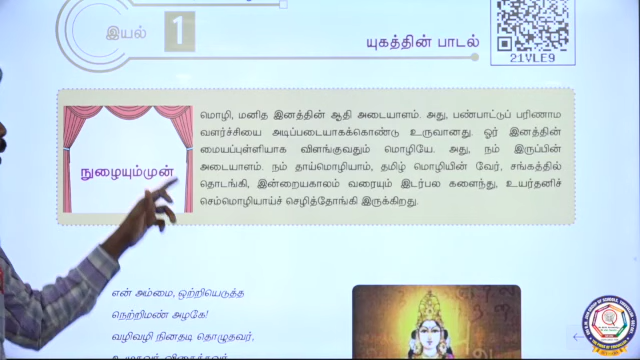 இயல்
1
யுகத்தின் பாடல்
21VLE9
நுழையும்முன்
மொழி, மனித இனத்தின் ஆதி அடையாளம். அது, பண்பாட்டுப் பரிணாம
வளர்ச்சியை அடிப்படையாகக்கொண்டு உருவானது. ஓர் இனத்தின்
மையப்புள்ளியாக விளங்குவதும் மொழியே. அது, நம் இருப்பின்
அடையாளம். நம் தாய்மொழியாம், தமிழ் மொழியின் வேர், சங்கத்தில்
தொடங்கி, இன்றையகாலம் வரையும் இடர்பல களைந்து, உயர்தனிச்
செம்மொழியாய்ச் செழித்தோங்கி இருக்கிறது.
என் அம்மை, ஒற்றியெடுத்த
நெற்றிமண் அழகே!
வழிவழி நினதடி தொழுதவர்,